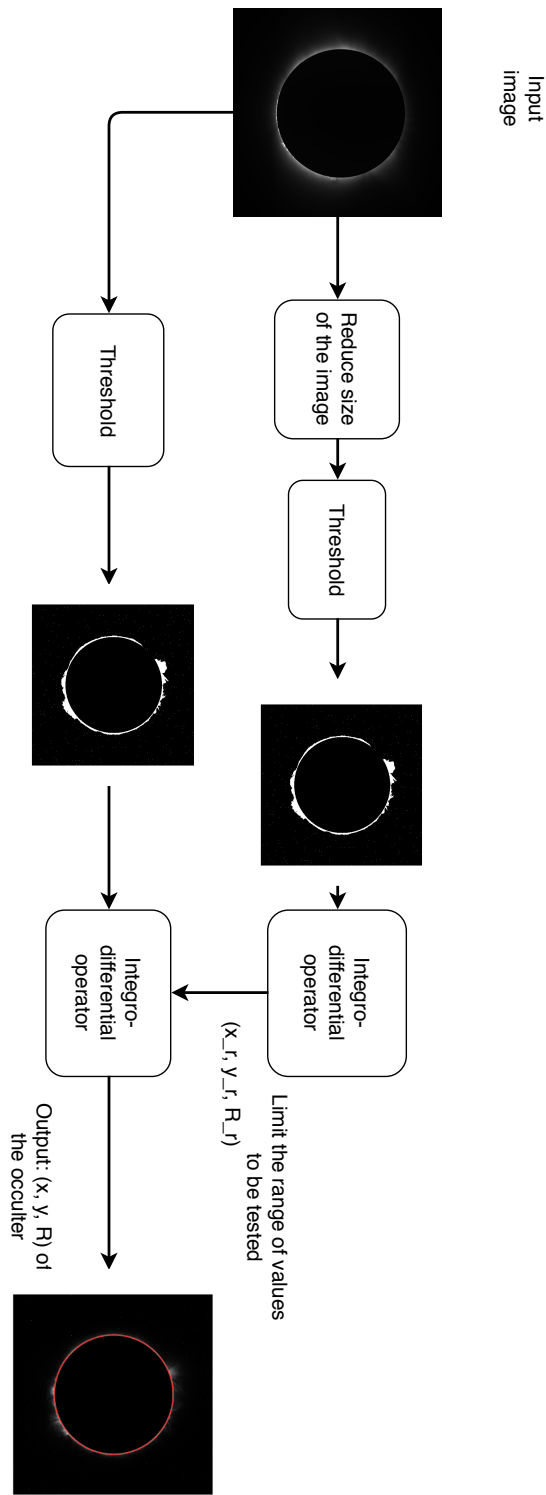 Input
image
Reduce size
of the image
Threshold
Integro-
differential
operator
Limit the range of values
to be tested
(x_r, y_r, R_r)
Threshold
Integro-
differential
operator
Output: (x, y, R) of
the occulter